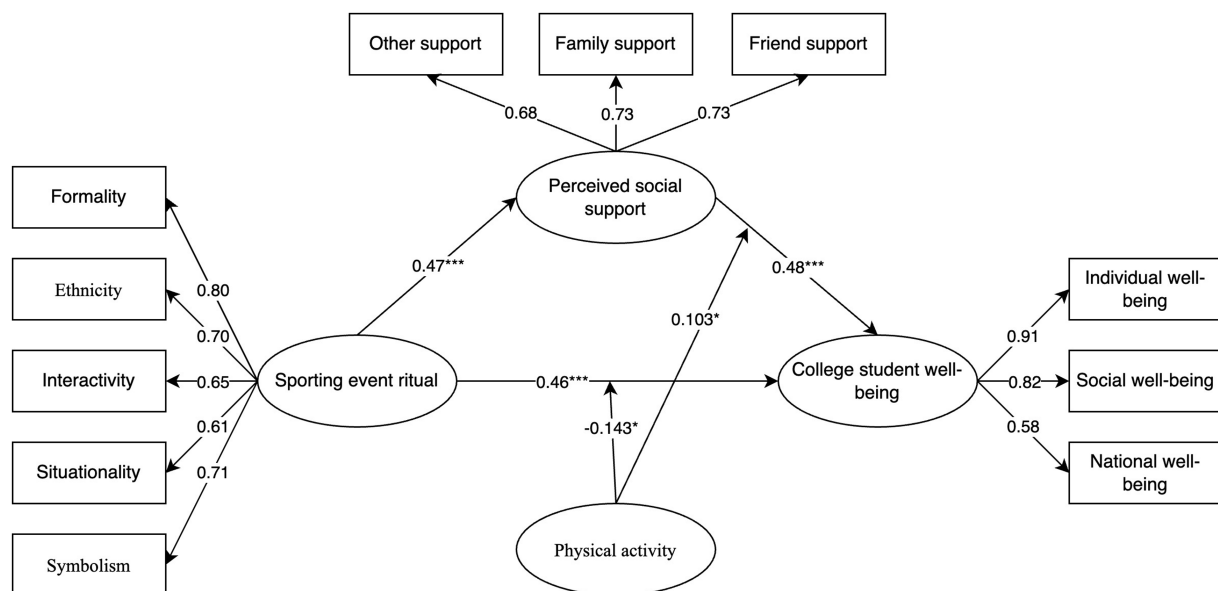 Other support
Family support
Friend support
0.68
0.73
0.73
Perceived social
support
Formality
Ethnicity
Interactivity
Situationality
Symbolism
0.80
0.70
0.65
0.61
0.71
Sporting event ritual
0.47***
0.48***
0.103*
0.46***
-0.143*
College student well-
being
Physical activity
0.91
0.82
0.58
Individual well-
being
Social well-being
National well-
being